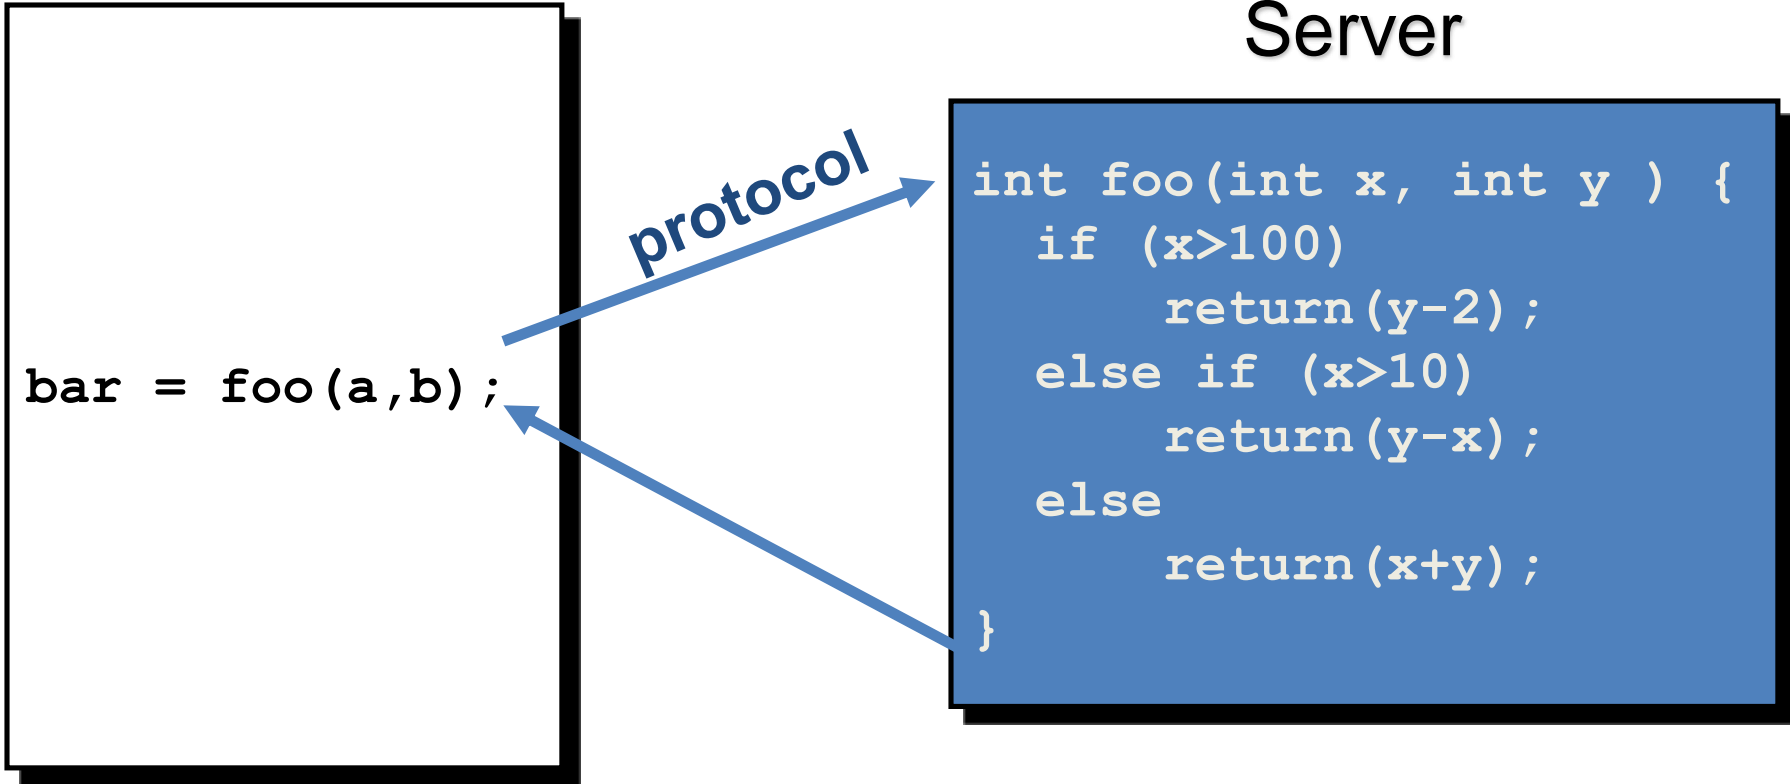 Server
protocol
bar = foo(a,b);
int foo(int x, int y ) {
if (x>100)
return(y-2);
else if (x>10)
return(y-x);
else
return(x+y);
}